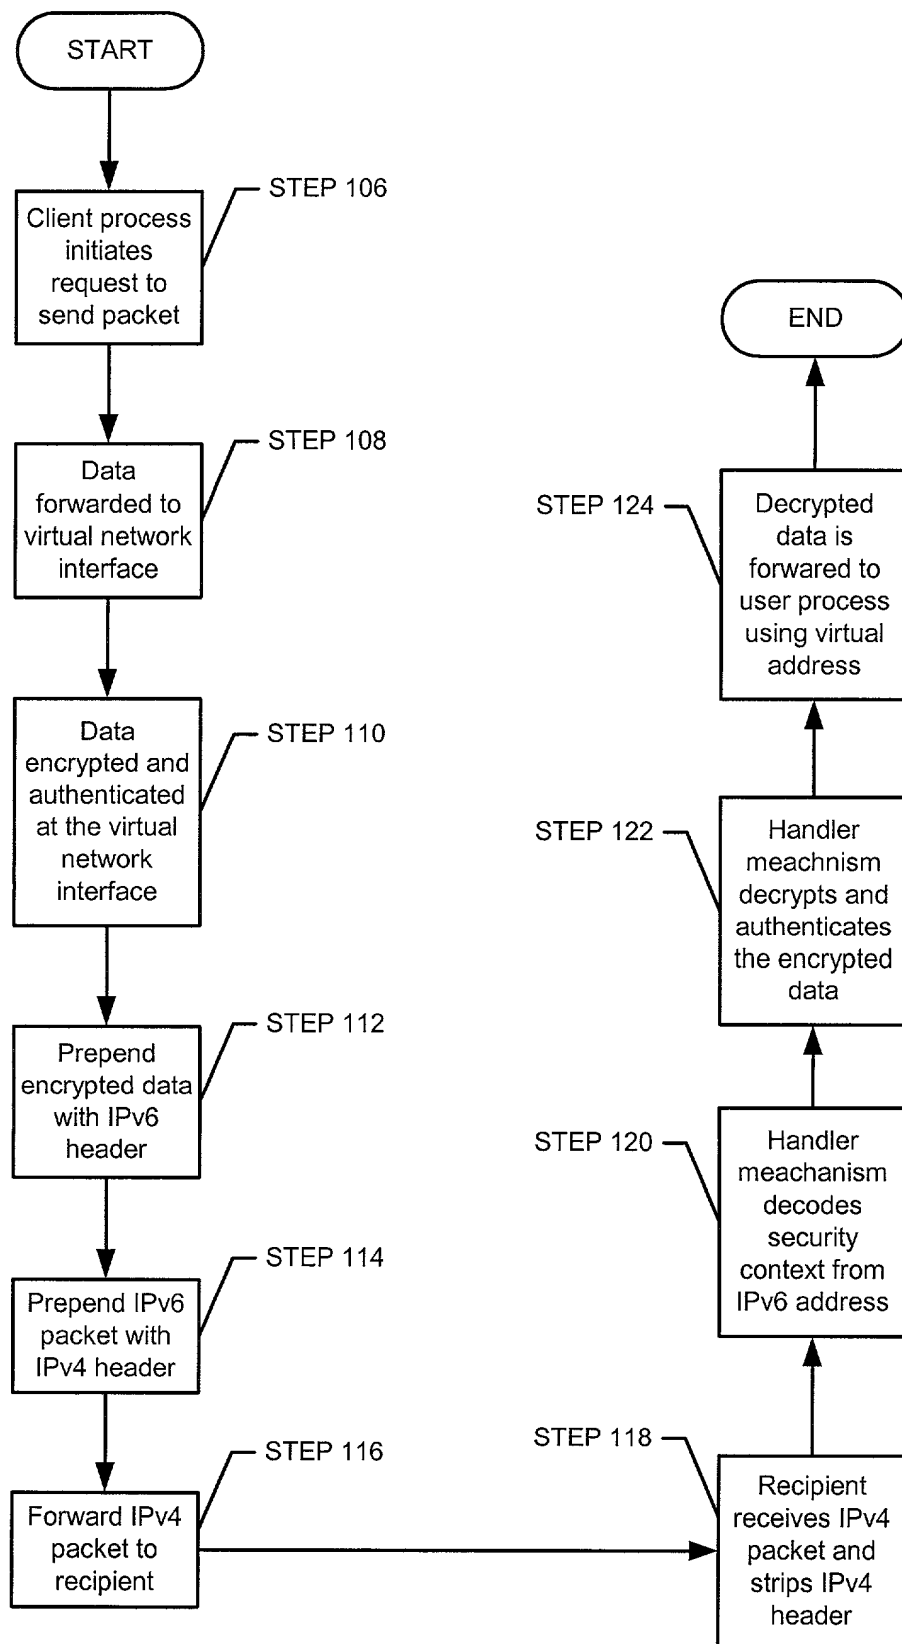 START
STEP 106
Client process
initiates
request to
send packet
STEP 108
Data
forwarded to
virtual network
interface
STEP 110
Data
encrypted and
authenticated
at the virtual
network
interface
STEP 112
Prepend
encrypted data
with IPv6
header
STEP 114
Prepend IPv6
packet with
IPv4 header
STEP 116
Forward IPv4
packet to
recipient
STEP 118
Recipient
receives IPv4
packet and
strips IPv4
header
STEP 120
Handler
meachanism
decodes
security
context from
IPv6 address
STEP 122
Handler
meachnism
decrypts and
authenticates
the encrypted
data
STEP 124
Decrypted
data is
forwared to
user process
using virtual
address
END